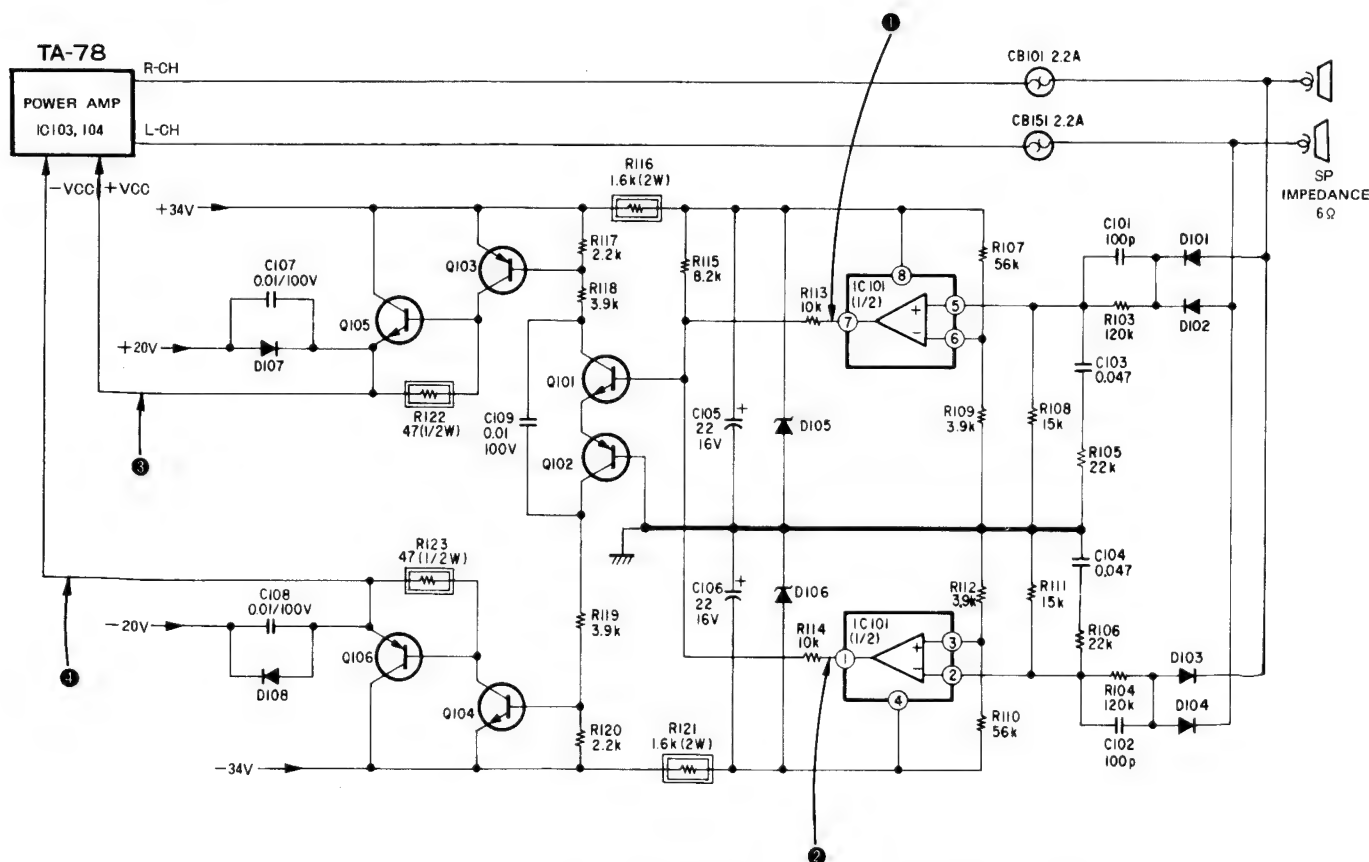 ❶
TA-78
R-CH
CB101 2.2A
POWER AMP
IC103, 104
L-CH
CB151 2.2A
SP
IMPEDANCE
6Ω
-VCC
+VCC
R116
1.6k(2W)
+34V
C101
100p
D101
C107
0.01/100V
Q103
R117
2.2k
R118
3.9k
R115
8.2k
R113
10k
8
IC101
(1/2)
7
+
-
5
6
R107
56k
R103
120k
D102
Q105
+20V
D107
Q101
C103
0.047
R122
47(1/2W)
C109
0.01
100V
C105
22
16V
+
D105
R109
3.9k
R108
15k
R105
22k
❸
Q102
R123
47(1/2W)
C104
0.047
C108
0.01/100V
-20V
R119
3.9k
C106
22
16V
+
D106
R114
10k
R112
3.9k
R111
15k
IC101
(1/2)
1
+
-
3
2
4
R106
22k
D103
Q106
D108
❹
Q104
R104
120k
D104
R120
2.2k
R121
1.6k(2W)
R110
56k
C102
100p
-34V
❷